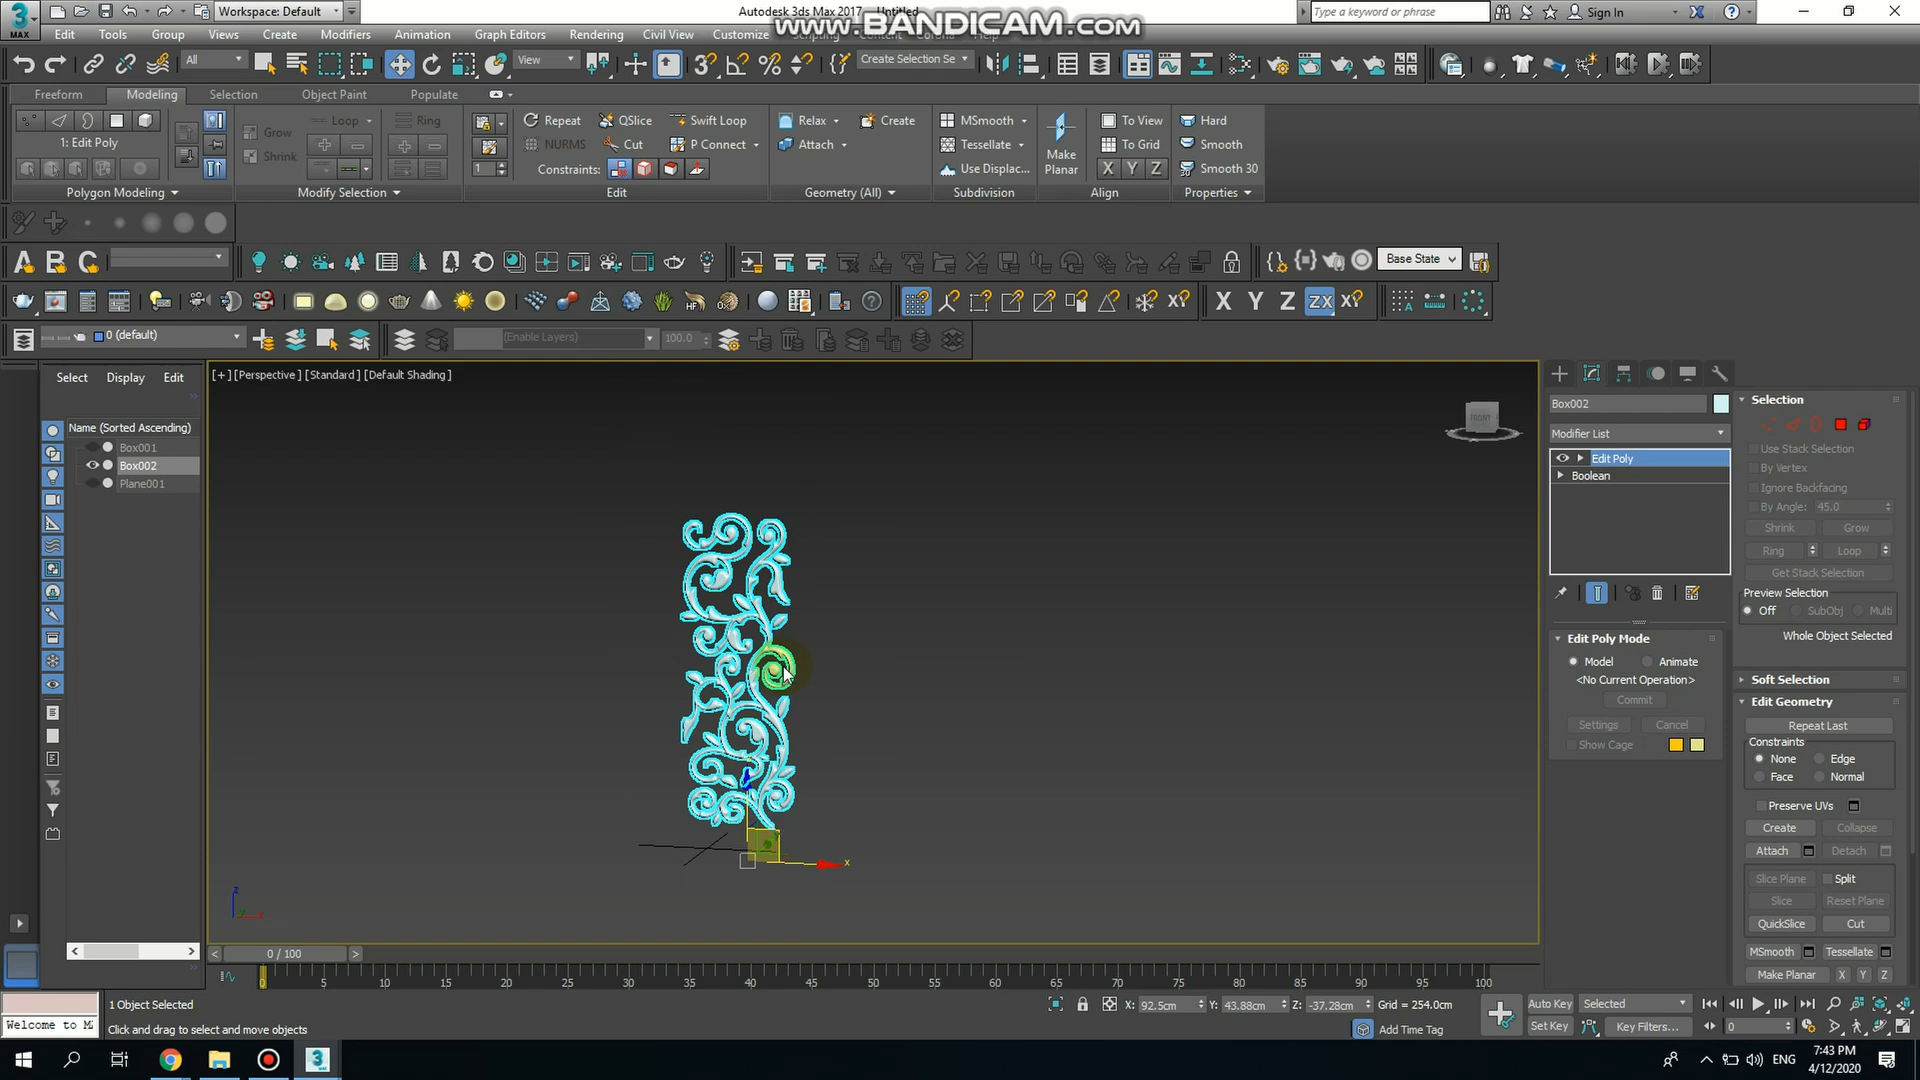 MAX
Workspace: Default
Autodesk 3ds Max 2017
Untitled
www.BANDICAM.com
Type a keyword or phrase
Sign In
Edit Tools Group Views Create Modifiers Animation Graph Editors Rendering Civil View Customize
All
View
Create Selection Se
Freeform Modeling Selection Object Paint Populate
1: Edit Poly
Polygon Modeling
Grow
Shrink
Loop
Ring
Modify Selection
Repeat QSlice Swift Loop
NURMS Cut P Connect
1
Constraints:
Edit
Relax Create
Attach
Geometry (All)
MSmooth
Tessellate
Use Displac...
Subdivision
Make Planar
To View
To Grid
X Y Z
Align
Hard
Smooth
Smooth 30
Properties
A B C
Base State
X Y Z ZX XY
0 (default)
(Enable Layers)
100.0
Select Display Edit
Name (Sorted Ascending)
Box001
Box002
Plane001
[+] [Perspective ] [Standard ] [Default Shading ]
FRONT
x
z
x
0 / 100
0 5 10 15 20 25 30 35 40 45 50 55 60 65 70 75 80 85 90 95 100
Box002
Modifier List
Edit Poly
Boolean
Edit Poly Mode
Model Animate
<No Current Operation>
Commit
Settings Cancel
Show Cage
Selection
Use Stack Selection
By Vertex
Ignore Backfacing
By Angle: 45.0
Shrink Grow
Ring Loop
Get Stack Selection
Preview Selection
Off SubObj Multi
Whole Object Selected
Soft Selection
Edit Geometry
Repeat Last
Constraints
None Edge
Face Normal
Preserve UVs
Create Collapse
Attach Detach
Slice Plane Split
Slice Reset Plane
QuickSlice Cut
MSmooth Tessellate
Make Planar X Y Z
1 Object Selected
Welcome to M
Click and drag to select and move objects
X: 92.5cm Y: 43.88cm Z: -37.28cm Grid = 254.0cm
Add Time Tag
Auto Key Selected
Set Key Key Filters...
0
ENG
7:43 PM
4/12/2020